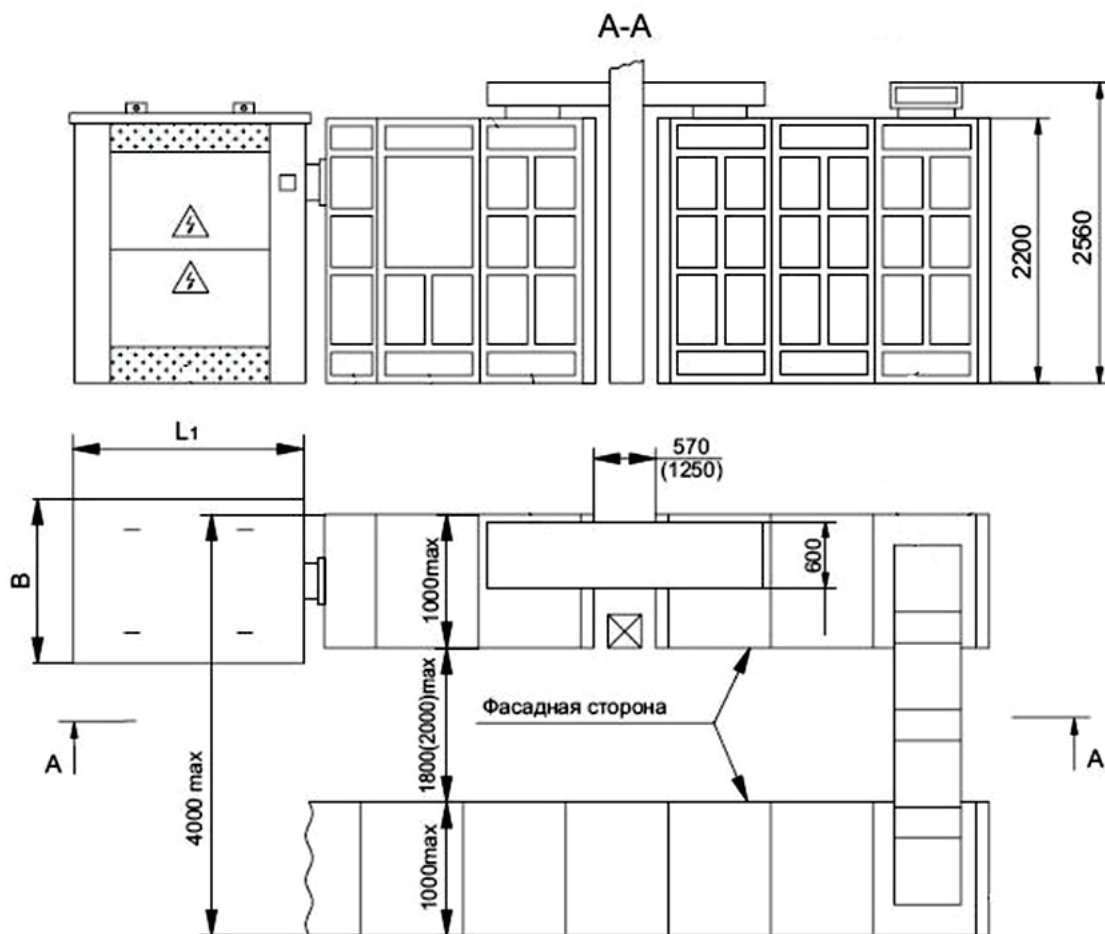 А-А
2200
2560
L1
570
(1250)
B
1000max
600
1800(2000)max
Фасадная сторона
А
А
4000 max
1000max